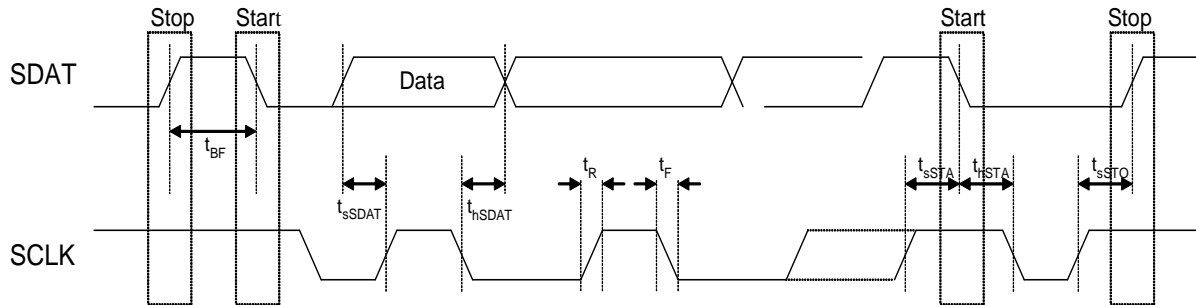 Stop Start Start Stop
SDAT Data
tBF
tR tF tsSTA thSTA tsSTO
tsSDAT thSDAT
SCLK